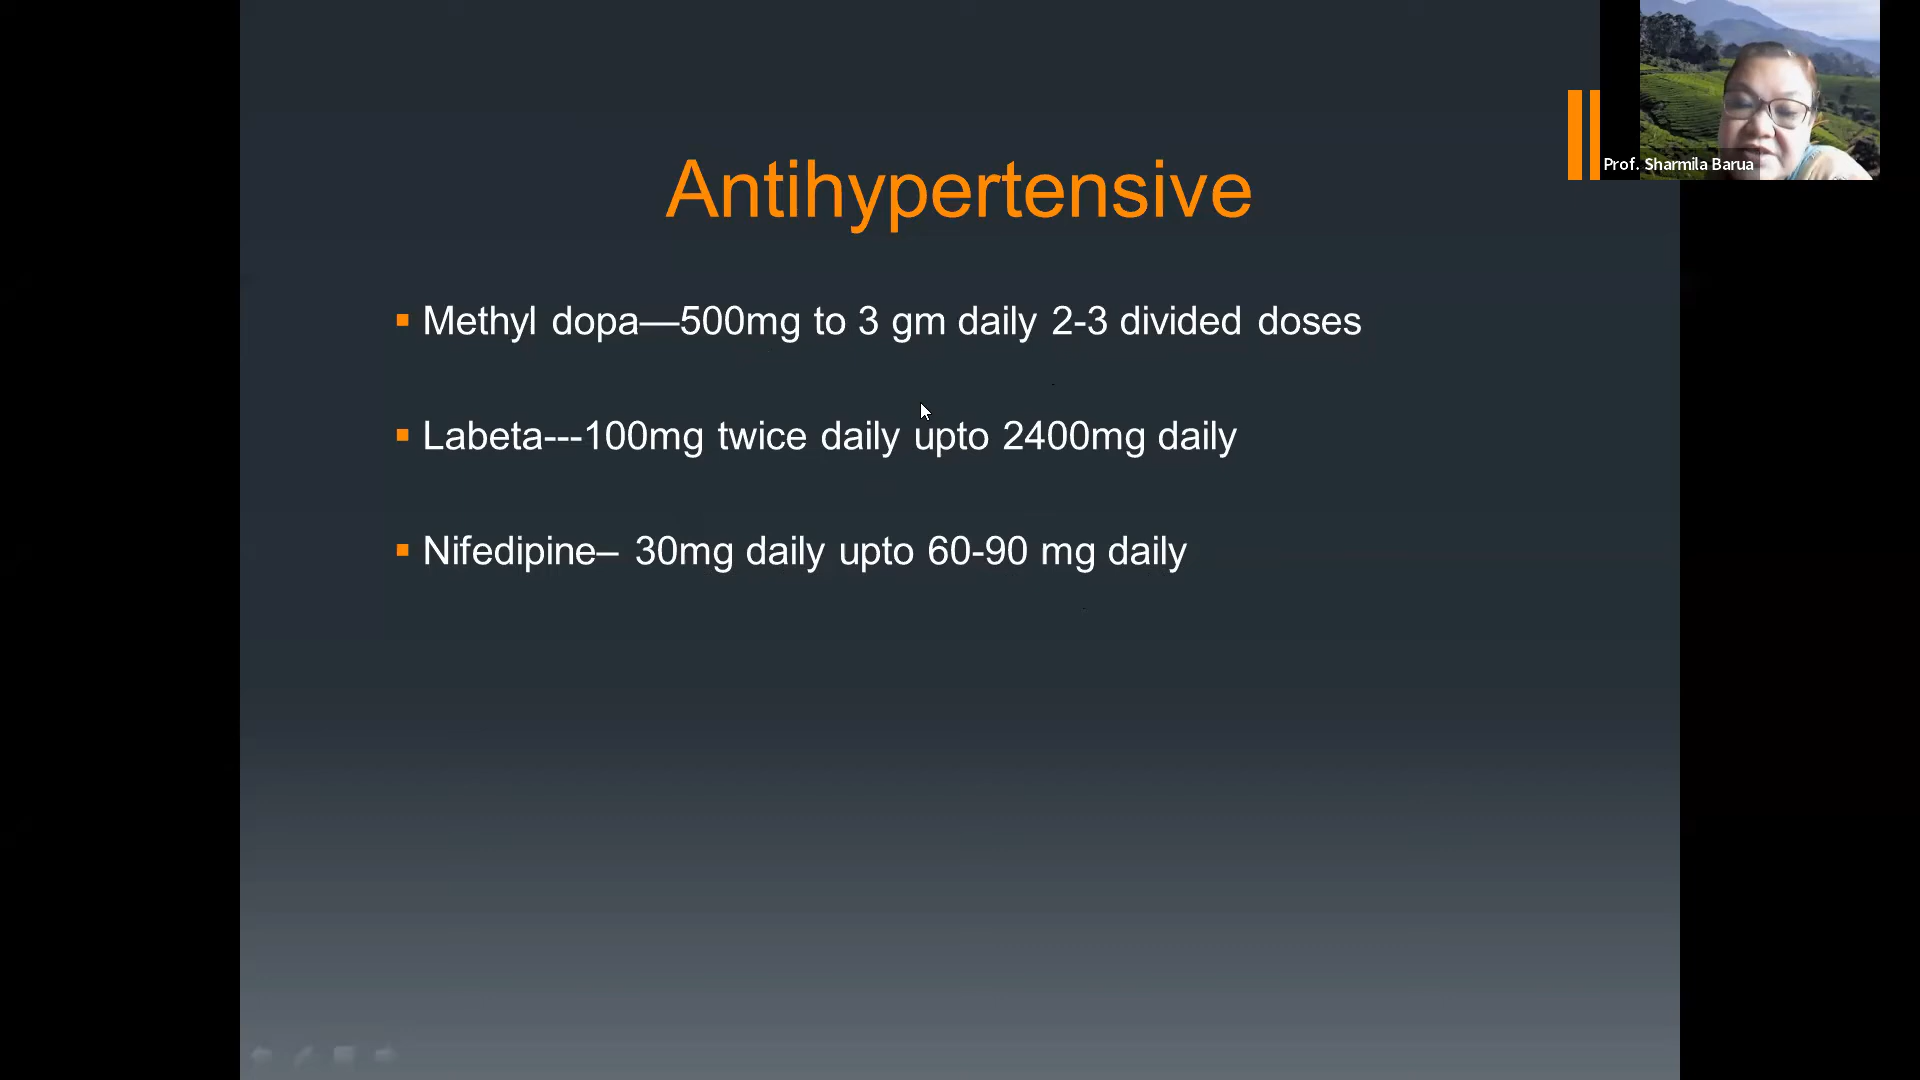 Antihypertensive
Methyl dopa—500mg to 3 gm daily 2-3 divided doses
Labeta---100mg twice daily upto 2400mg daily
Nifedipine– 30mg daily upto 60-90 mg daily
Prof. Sharmila Barua